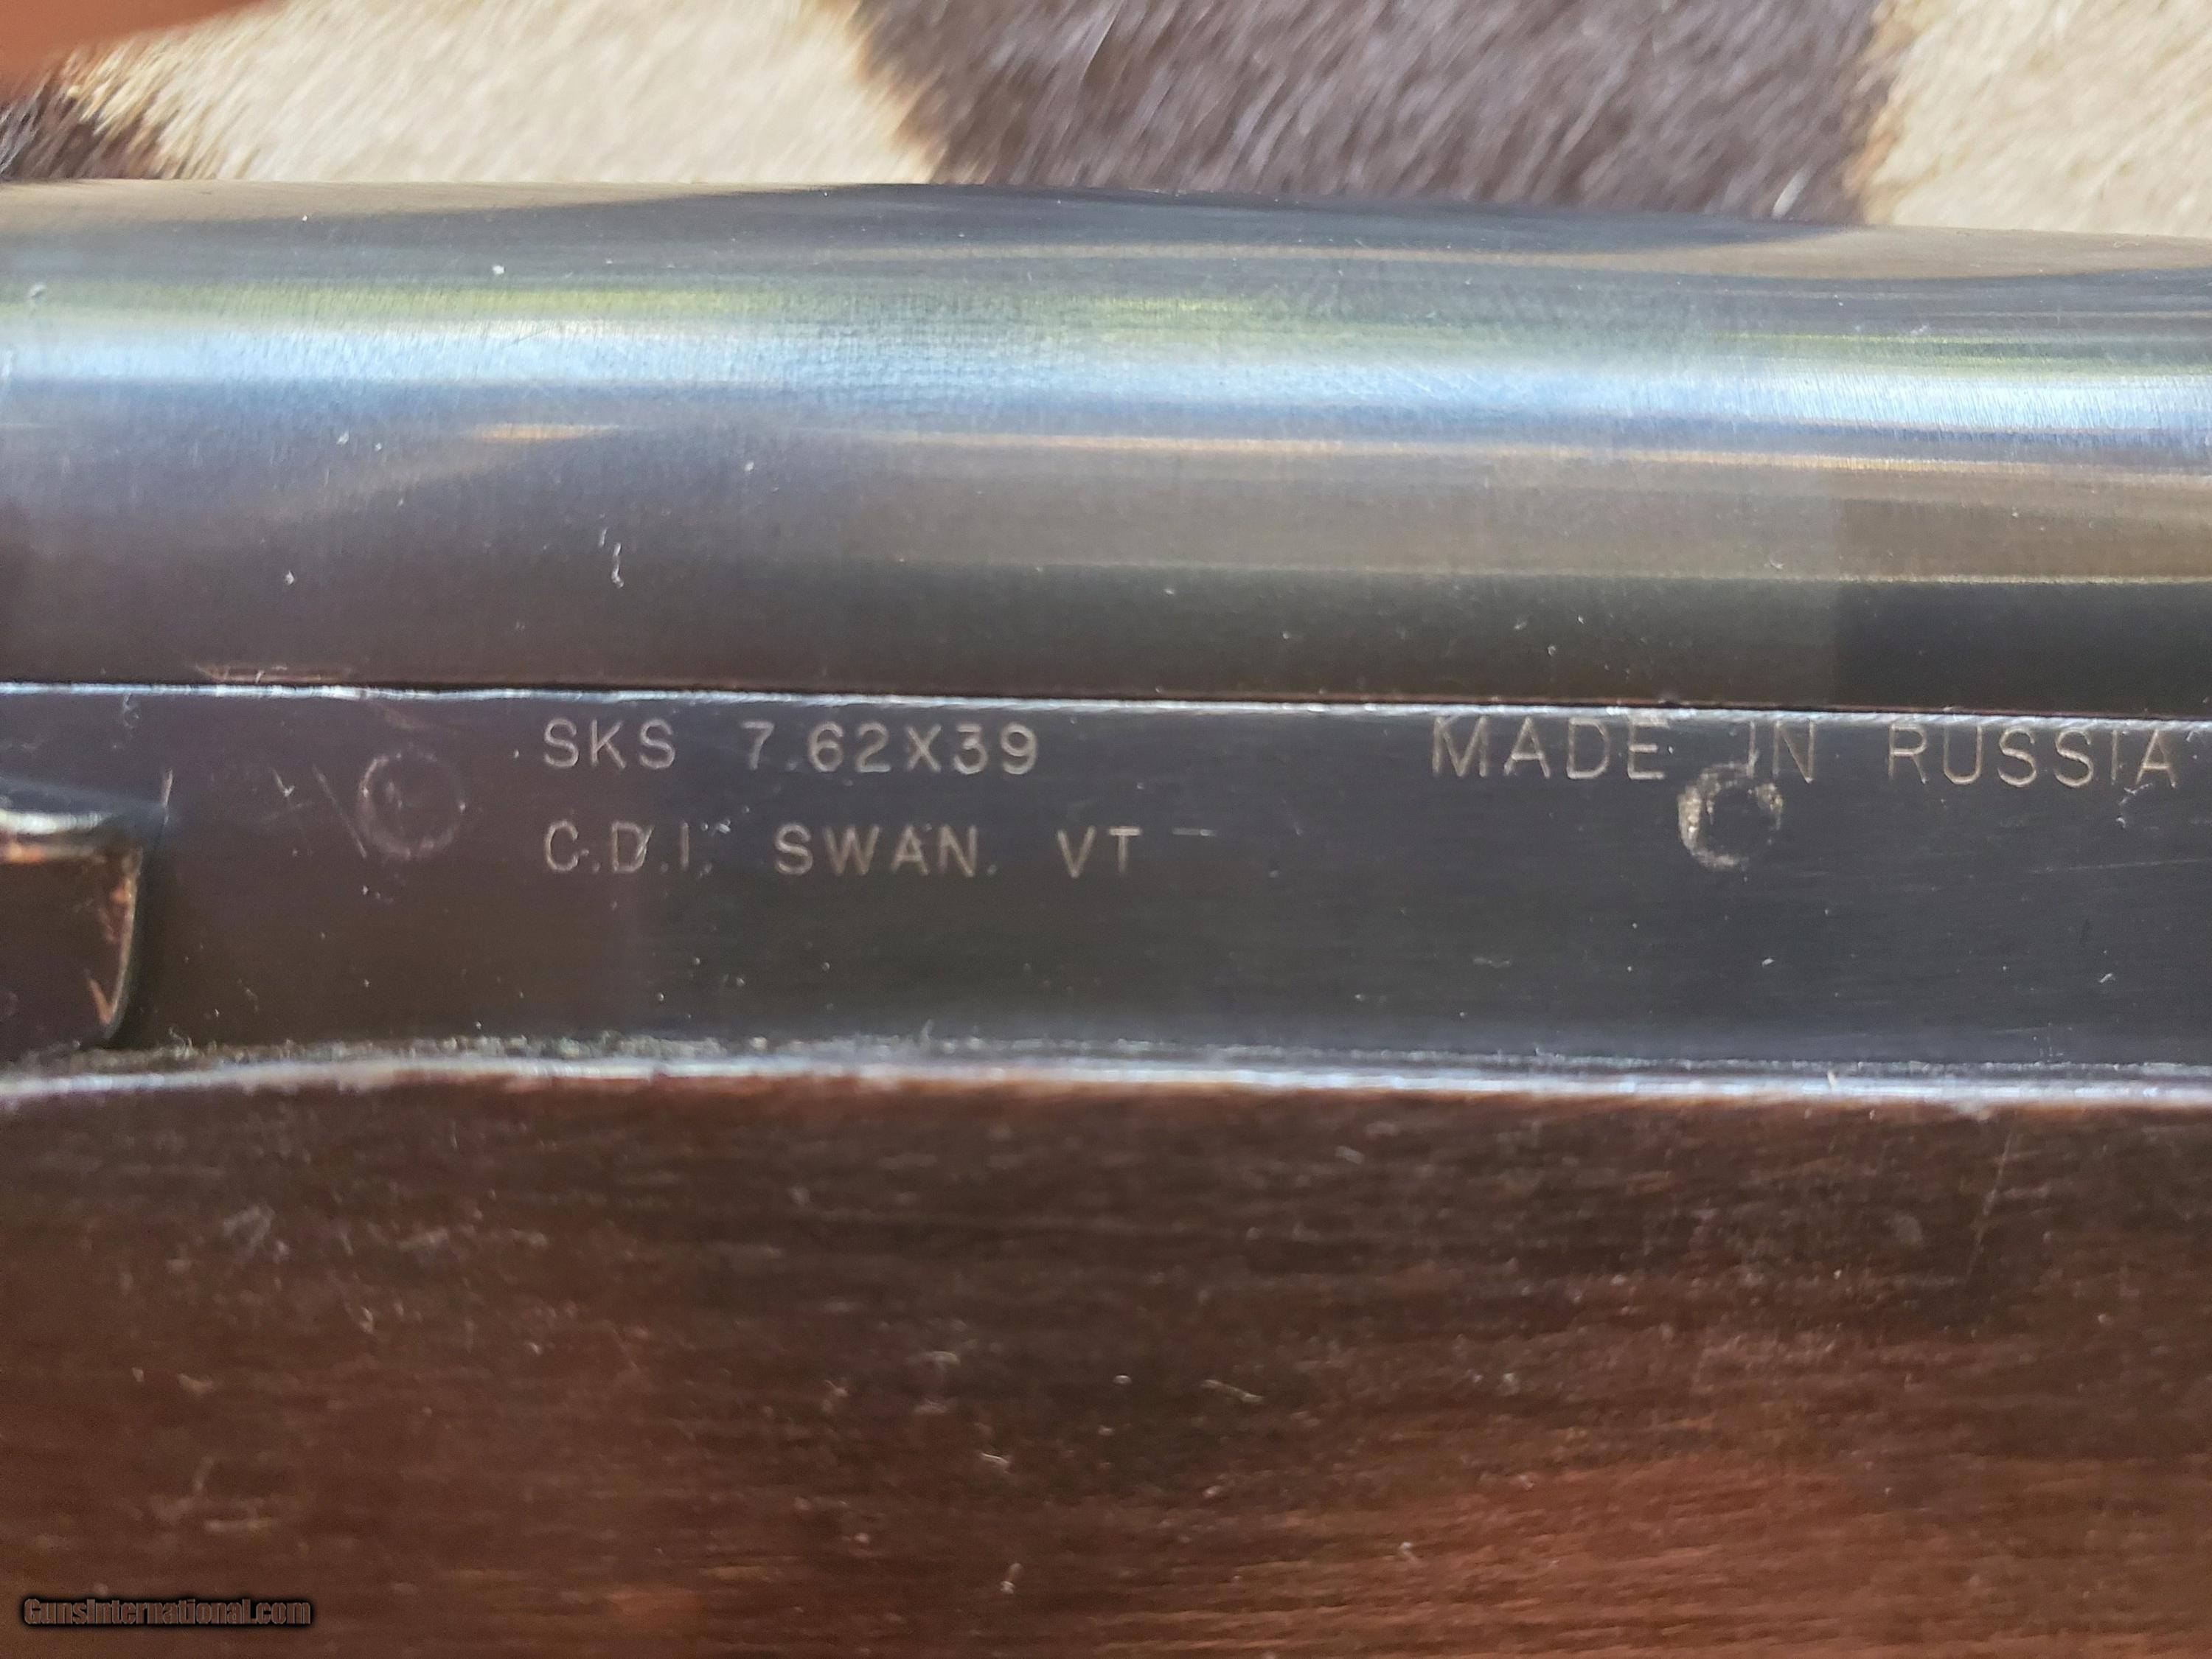 SKS 7.62X39 MADE IN RUSSIA
C.D.I. SWAN. VT
GunsInternational.com